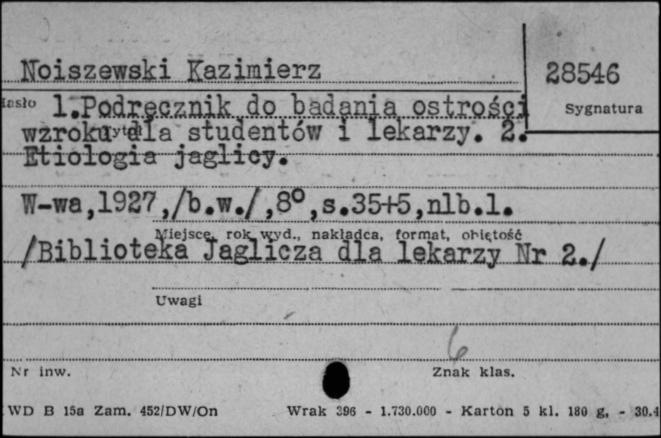 Noiszewski Kazimierz
28546
Sygnatura
1.Podręcznik do badania ostrości
wzroku dla studentów i lekarzy. 2.
Etiologia jaglicy.
W-wa,1927,/b.w./,8°,s.35+5,nlb.1.
Miejsce, rok wyd., nakładca, format, objętość
/Biblioteka Jaglicza dla lekarzy Nr 2./
Uwagi
6
Nr inw.
Znak klas.
WD B 15a Zam. 452/DW/On
Wrak 396 - 1.730.000 - Karton 5 kl. 180 g. - 30.4